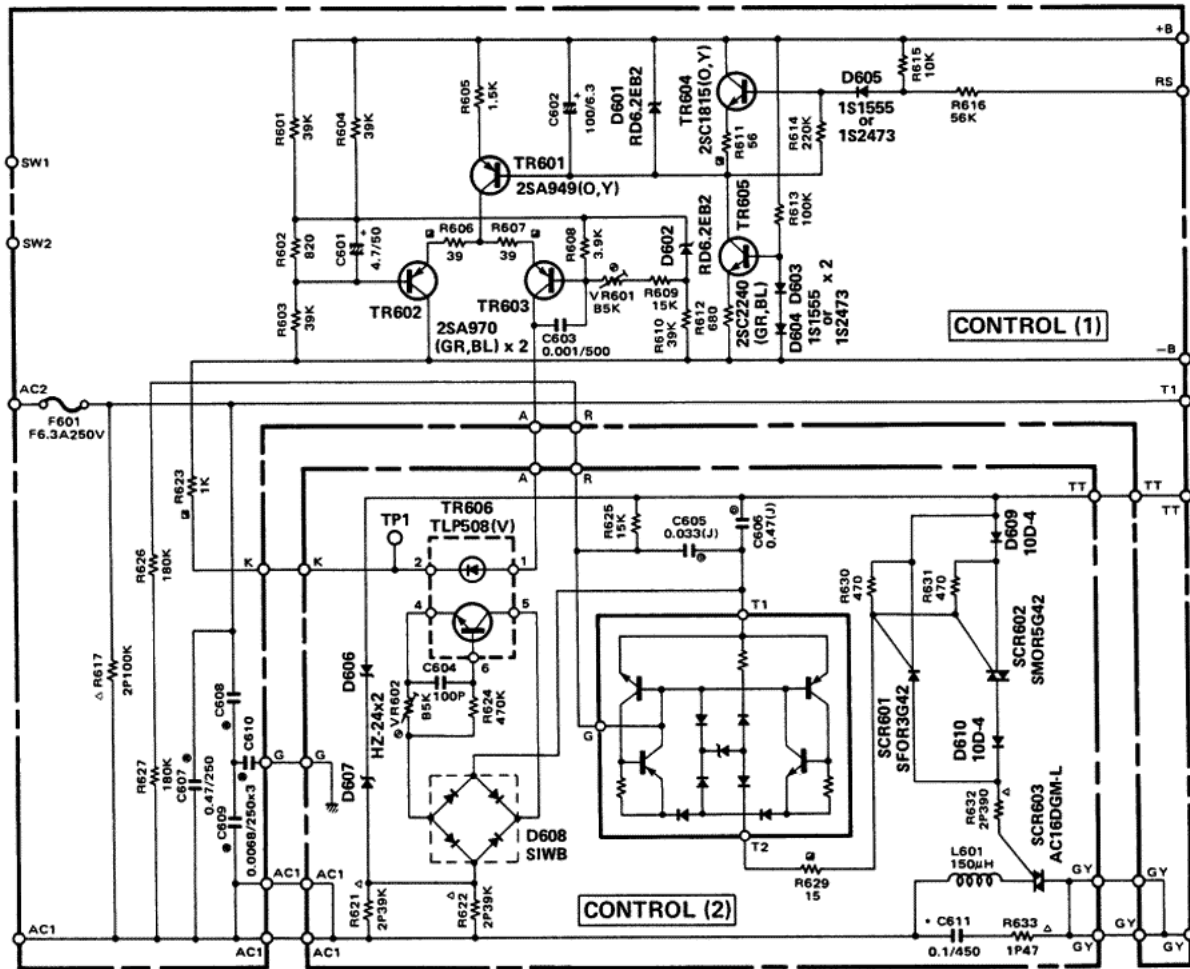 +B
RS
SW1
SW2
R601
39K
R604
39K
R605
1.5K
C602
100/6.3
D601
RD6.2EB2
TR604
2SC1815(O,Y)
R611
56
D605
1S1555
or
1S2473
R614
220K
R615
10K
R616
56K
TR601
2SA949(O,Y)
R602
820
C601
4.7/50
R606
39
R607
39
R608
3.9K
D602
RD6.2EB2
TR605
R613
100K
TR602
TR603
VR601
B5K
R609
15K
R603
39K
2SA970
(GR,BL) x 2
C603
0.001/500
R610
39K
R612
680
2SC2240
(GR,BL)
D604 D603
1S1555 x 2
or
1S2473
CONTROL (1)
-B
AC2
F601
F6.3A250V
T1
A
R
A
R
R623
1K
TR606
TLP508(V)
TP1
R625
15K
C605
0.033(J)
C606
0.47(J)
TT
TT
TT
D609
10D-4
R626
180K
K
K
2
1
4
5
6
R630
470
R631
470
T1
SCR602
SMOR5G42
R617
2P100K
D606
C604
100P
VR602
B5K
R624
470K
SCR601
SFOR3G42
C608
C610
G
G
G
HZ-24x2
D607
D610
10D-4
R627
180K
C607
0.47/250
C609
0.0068/250x3
D608
S1WB
R632
2P390
SCR603
AC16DGM-L
T2
L601
150μH
AC1
AC1
R621
2P39K
R622
2P39K
R629
15
GY
GY
CONTROL (2)
C611
0.1/450
R633
1P47
AC1
AC1
AC1
GY
GY